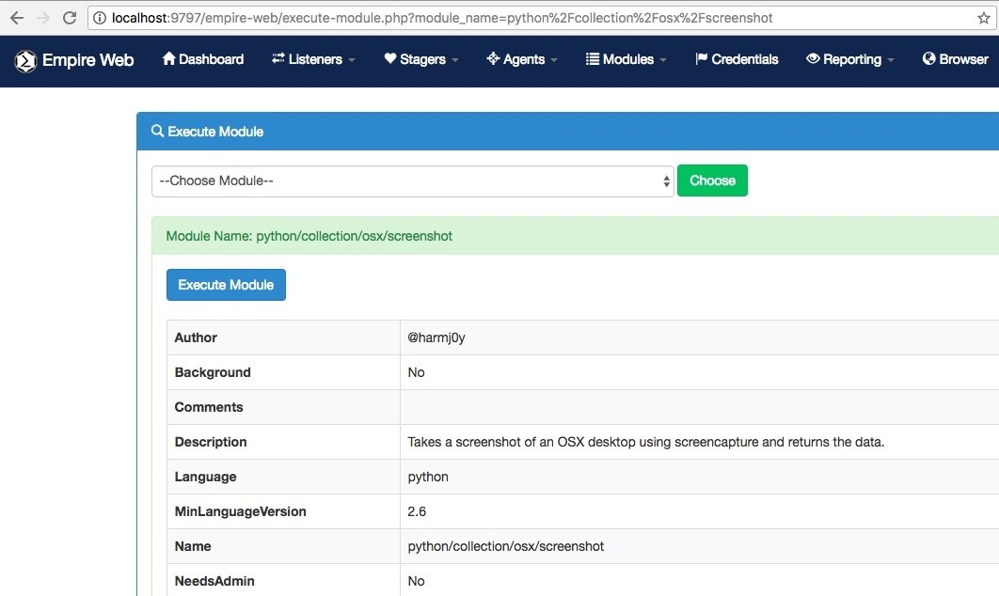 localhost:9797/empire-web/execute-module.php?module_name=python%2Fcollection%2Fosx%2Fscreenshot
Empire Web Dashboard Listeners Stagers Agents Modules Credentials Reporting Browser
Execute Module
--Choose Module-- Choose
Module Name: python/collection/osx/screenshot
Execute Module
Author @harmj0y
Background No
Comments
Description Takes a screenshot of an OSX desktop using screencapture and returns the data.
Language python
MinLanguageVersion 2.6
Name python/collection/osx/screenshot
NeedsAdmin No